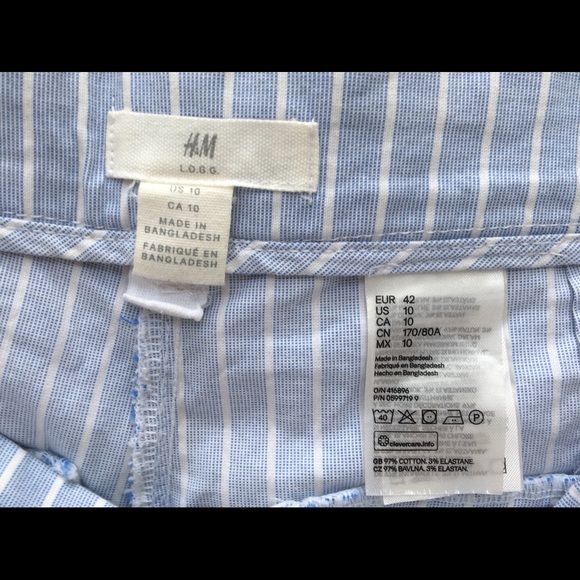 H&M
L.O.G.G.
US 10
CA 10
MADE IN
BANGLADESH
FABRIQUÉ EN
BANGLADESH
EUR 42
US 10
CA 10
CN 170/80A
MX 10
Made in Bangladesh
Fabriqué en Bangladesh
Hecho en Bangladesh
O/N 416896
P/N 0599719 9
40
P
clevercare.info
GB 97% COTTON. 3% ELASTANE.
CZ 97% BAVLNA. 3% ELASTAN.